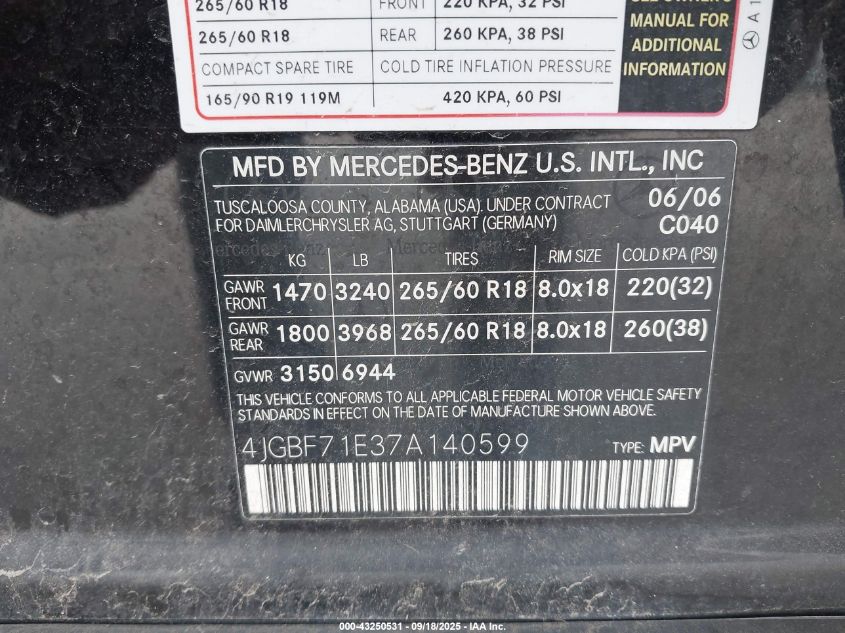 265/60 R18 FRONT 220 KPA, 32 PSI
265/60 R18 REAR 260 KPA, 38 PSI
COMPACT SPARE TIRE COLD TIRE INFLATION PRESSURE
165/90 R19 119M 420 KPA, 60 PSI
SEE OWNER'S
MANUAL FOR
ADDITIONAL
INFORMATION
A 1
MFD BY MERCEDES-BENZ U.S. INTL., INC
TUSCALOOSA COUNTY, ALABAMA (USA). UNDER CONTRACT 06/06
FOR DAIMLERCHRYSLER AG, STUTTGART (GERMANY) C040
KG LB TIRES RIM SIZE COLD KPA (PSI)
GAWR FRONT 1470 3240 265/60 R18 8.0x18 220(32)
GAWR REAR 1800 3968 265/60 R18 8.0x18 260(38)
GVWR 3150 6944
THIS VEHICLE CONFORMS TO ALL APPLICABLE FEDERAL MOTOR VEHICLE SAFETY
STANDARDS IN EFFECT ON THE DATE OF MANUFACTURE SHOWN ABOVE.
4JGBF71E37A140599 TYPE: MPV
000-43250531 - 09/18/2025 - IAA Inc.